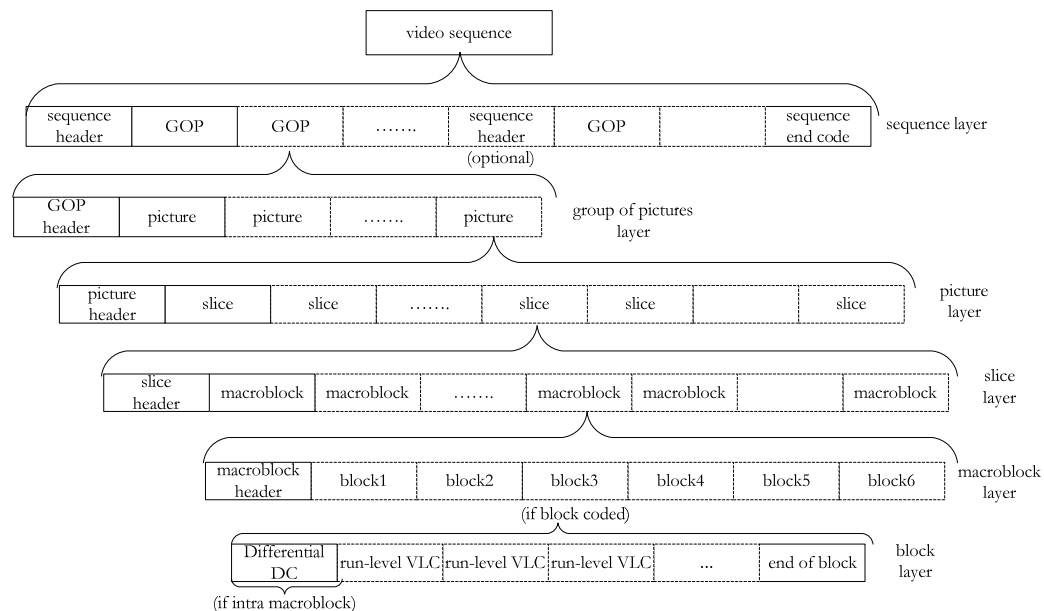 video sequence
sequence
header
GOP
GOP
…….
sequence
header
GOP
sequence
end code
sequence layer
(optional)
GOP
header
picture
picture
…….
picture
group of pictures
layer
picture
header
slice
slice
…….
slice
slice
slice
picture
layer
slice
header
macroblock
macroblock
…….
macroblock
macroblock
macroblock
slice
layer
macroblock
header
block1
block2
block3
block4
block5
block6
macroblock
layer
(if block coded)
Differential
DC
run-level VLC
run-level VLC
run-level VLC
...
end of block
block
layer
(if intra macroblock)